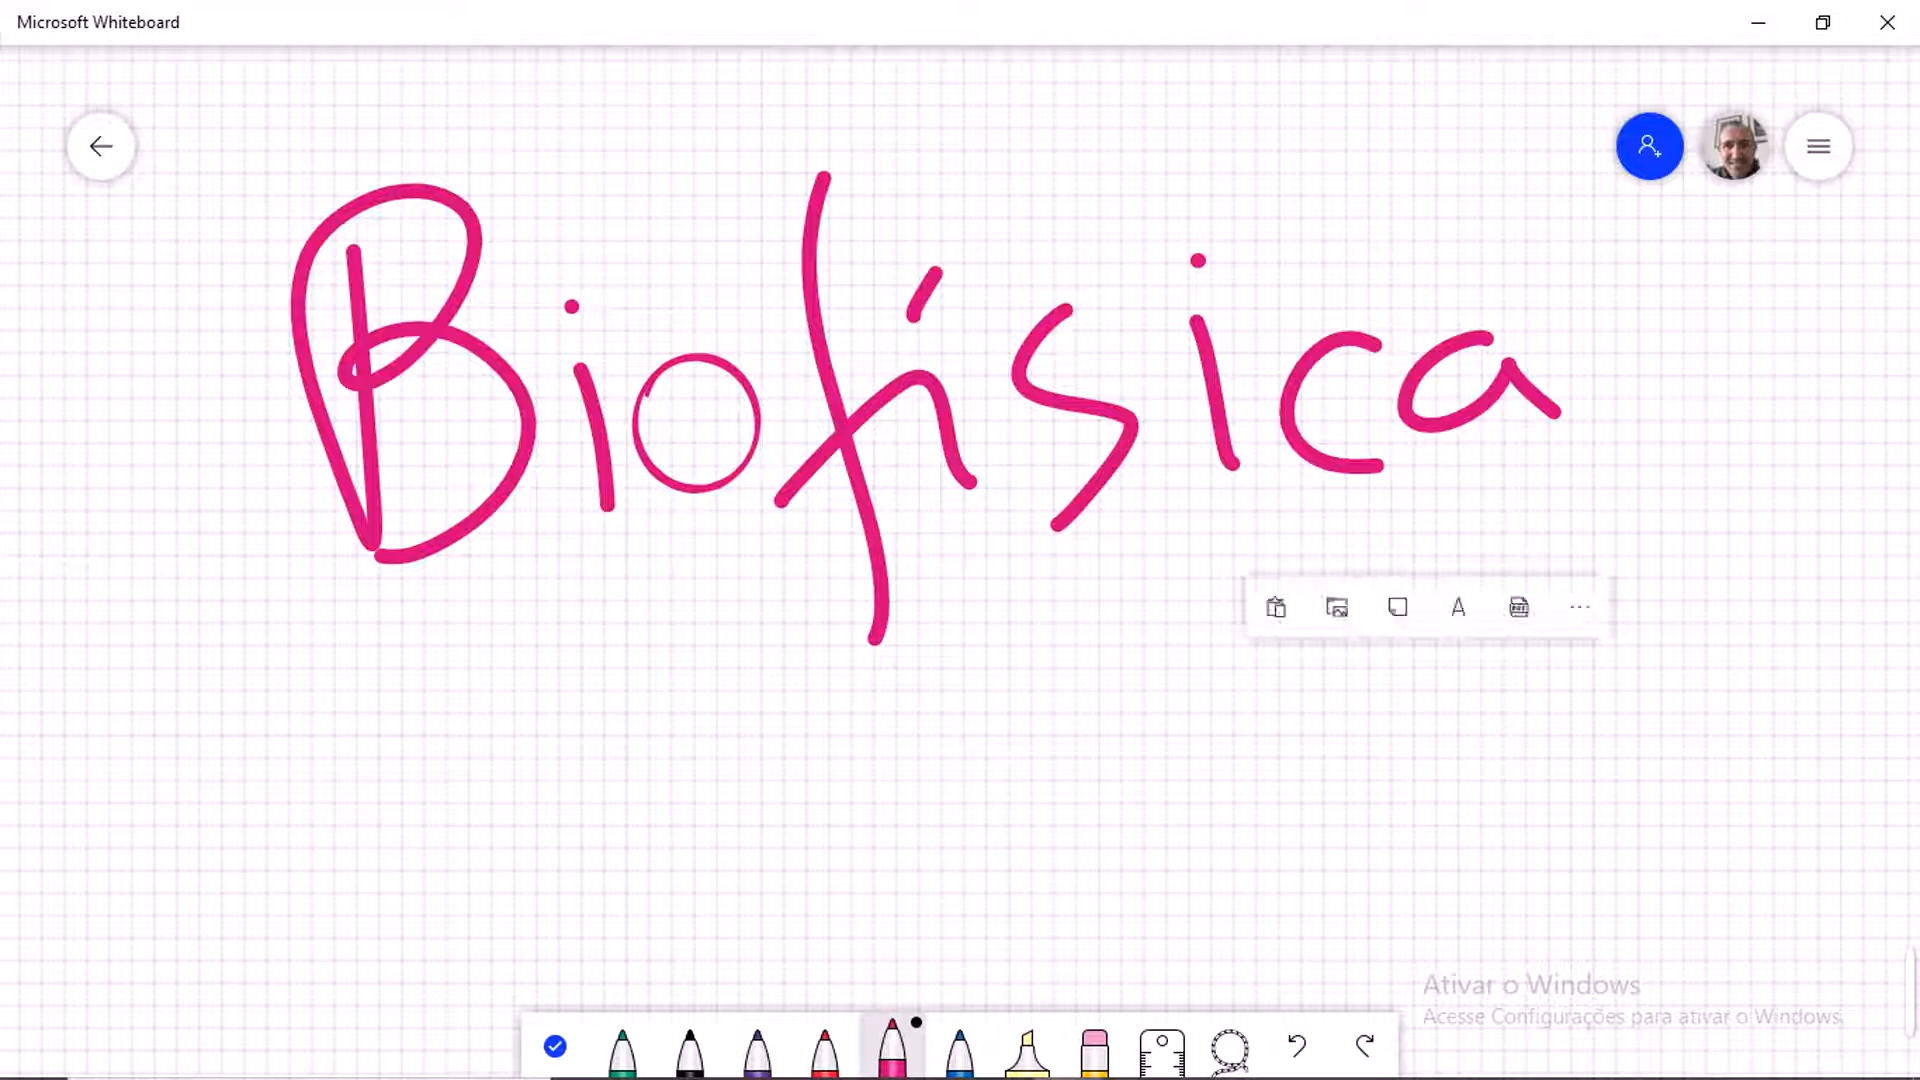 Microsoft Whiteboard
Biofísica
Ativar o Windows
Acesse Configurações para ativar o Windows.